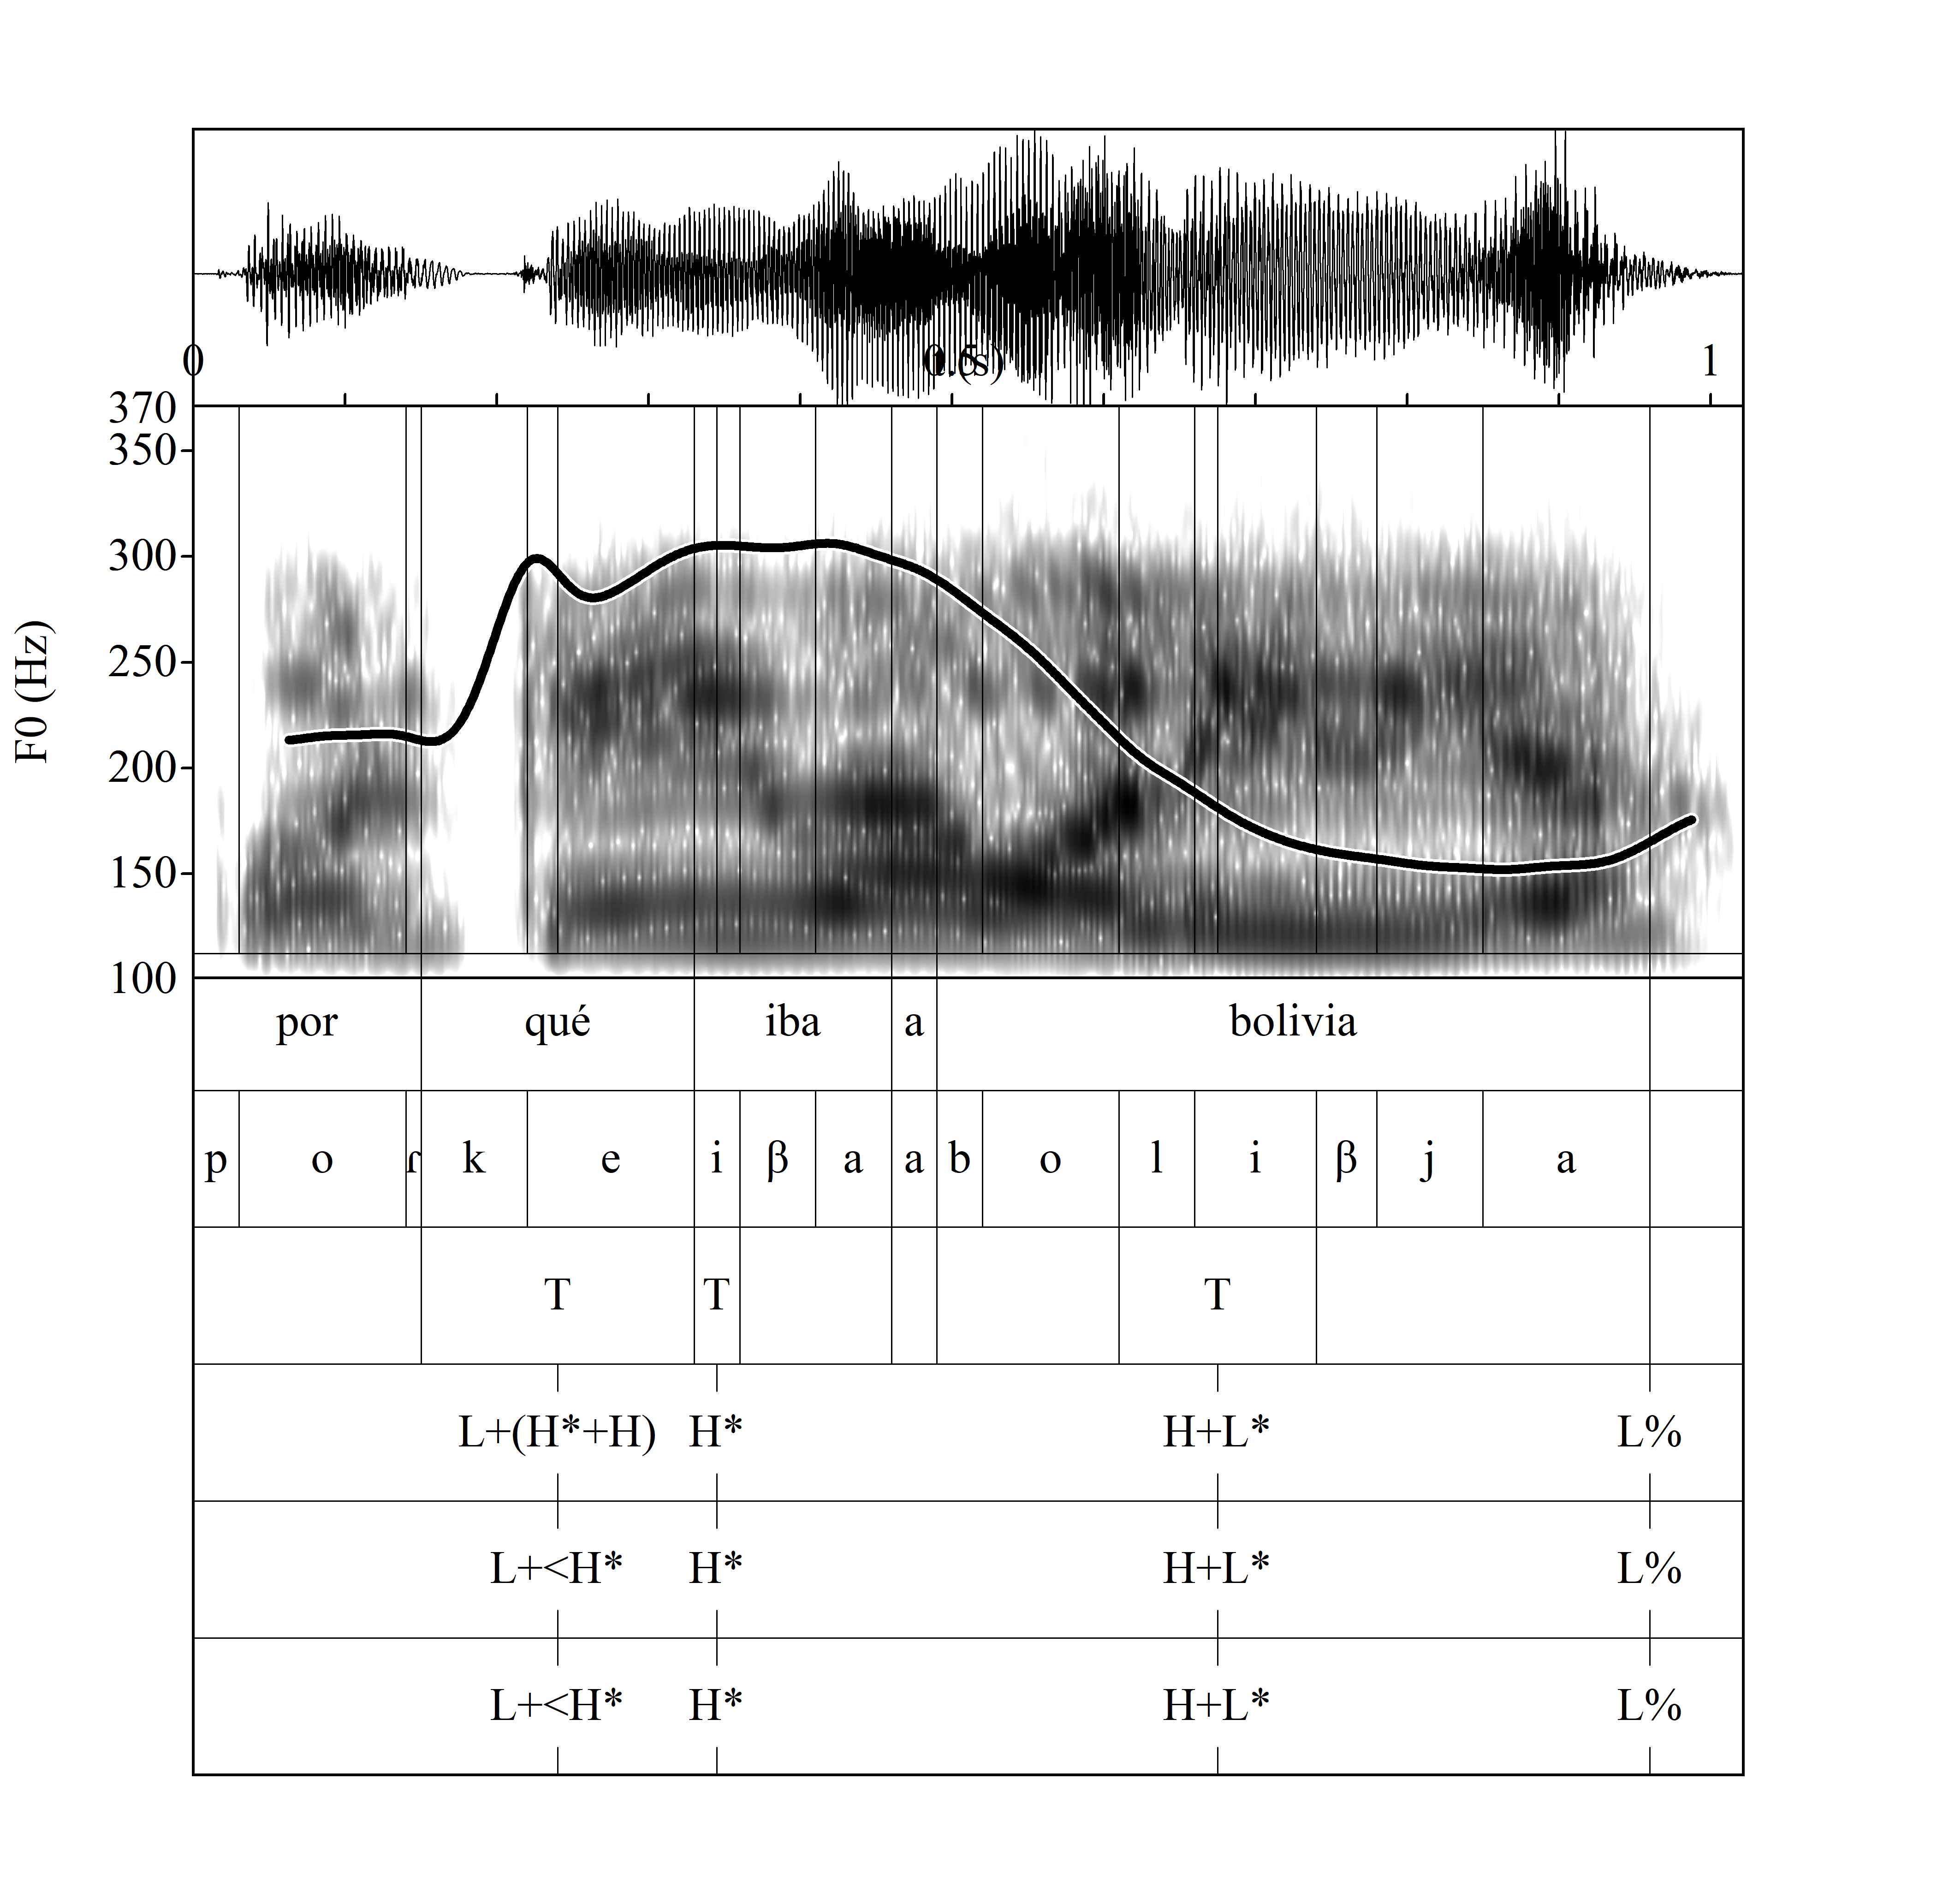 0 0.5 t (s) 1
370
350
300
250
200
150
100
F0 (Hz)
por qué iba a bolivia
p o ɾ k e i β a a b o l i β j a
T T T
L+(H*+H) H* H+L* L%
L+<H* H* H+L* L%
L+<H* H* H+L* L%